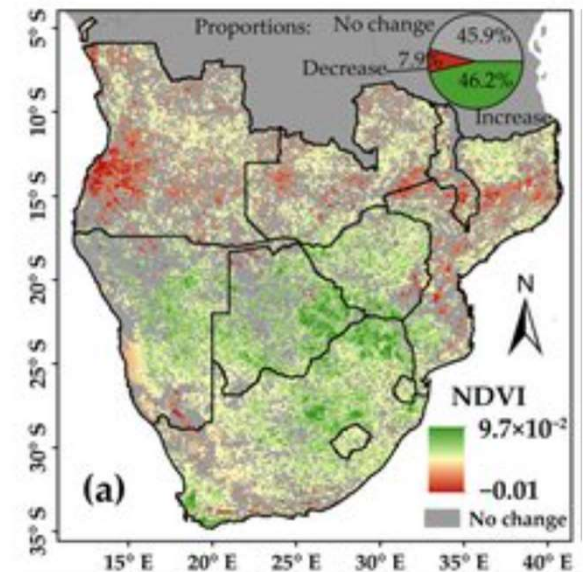 Proportions: No change
45.9%
Decrease 7.9%
46.2%
Increase
5°S
10°S
15°S
20°S
25°S
30°S
35°S
N
NDVI
9.7×10⁻²
−0.01
No change
(a)
15° E 20° E 25° E 30° E 35° E 40° E